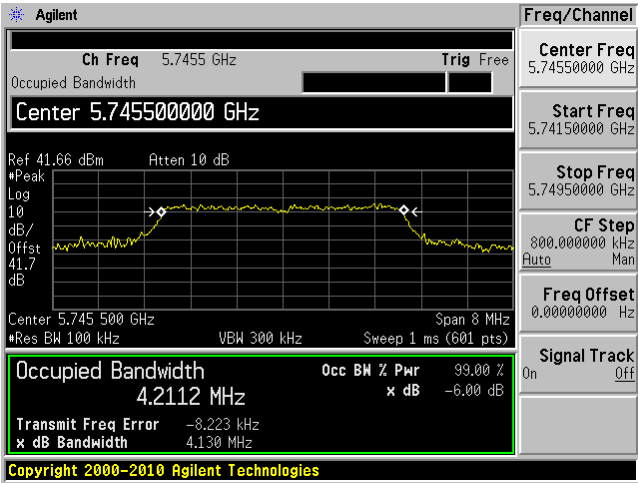 Agilent
Freq/Channel
Ch Freq 5.7455 GHz Trig Free
Occupied Bandwidth
Center 5.745500000 GHz
Ref 41.66 dBm Atten 10 dB
#Peak
Log
10
dB/
Offst
41.7
dB
Center 5.745 500 GHz Span 8 MHz
#Res BW 100 kHz VBW 300 kHz Sweep 1 ms (601 pts)
Occupied Bandwidth Occ BW % Pwr 99.00 %
4.2112 MHz x dB -6.00 dB
Transmit Freq Error -8.223 kHz
x dB Bandwidth 4.130 MHz
Copyright 2000-2010 Agilent Technologies
Center Freq
5.74550000 GHz
Start Freq
5.74150000 GHz
Stop Freq
5.74950000 GHz
CF Step
800.000000 kHz
Auto Man
Freq Offset
0.00000000 Hz
Signal Track
On Off